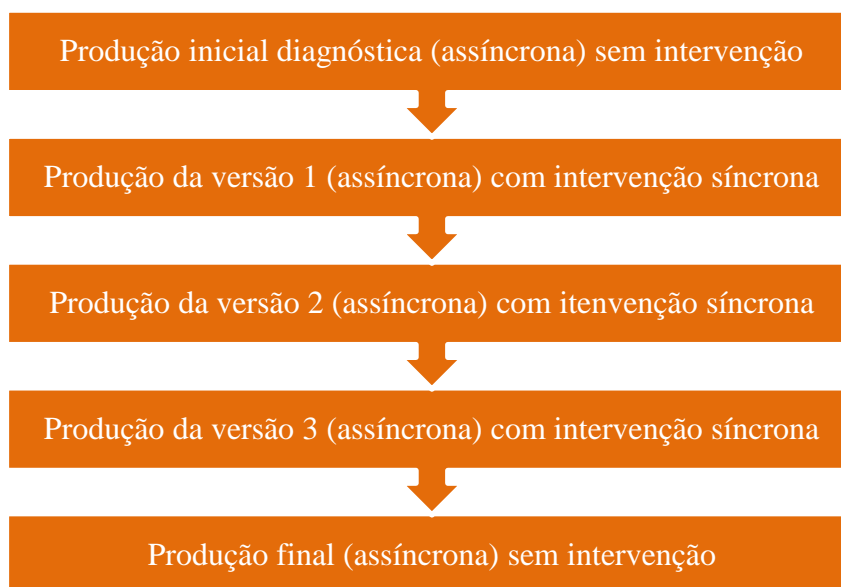 Produção inicial diagnóstica (assíncrona) sem intervenção
Produção da versão 1 (assíncrona) com intervenção síncrona
Produção da versão 2 (assíncrona) com itenvenção síncrona
Produção da versão 3 (assíncrona) com intervenção síncrona
Produção final (assíncrona) sem intervenção